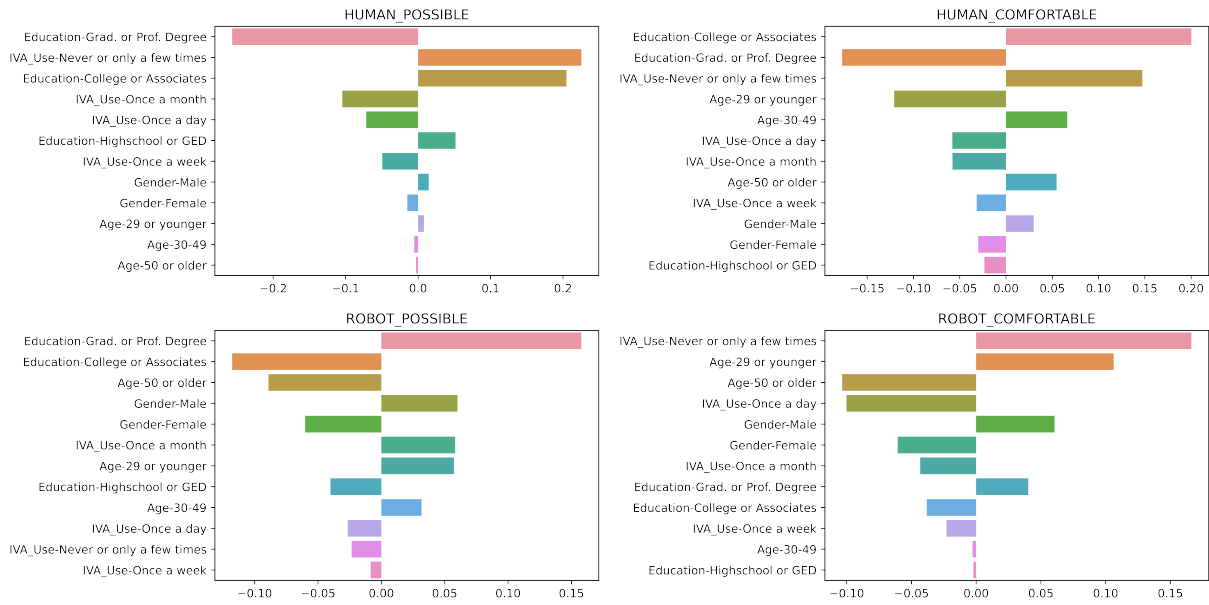 HUMAN_POSSIBLE
Education-Grad. or Prof. Degree
IVA_Use-Never or only a few times
Education-College or Associates
IVA_Use-Once a month
IVA_Use-Once a day
Education-Highschool or GED
IVA_Use-Once a week
Gender-Male
Gender-Female
Age-29 or younger
Age-30-49
Age-50 or older
−0.2 −0.1 0.0 0.1 0.2
HUMAN_COMFORTABLE
Education-College or Associates
Education-Grad. or Prof. Degree
IVA_Use-Never or only a few times
Age-29 or younger
Age-30-49
IVA_Use-Once a day
IVA_Use-Once a month
Age-50 or older
IVA_Use-Once a week
Gender-Male
Gender-Female
Education-Highschool or GED
−0.15 −0.10 −0.05 0.00 0.05 0.10 0.15 0.20
ROBOT_POSSIBLE
Education-Grad. or Prof. Degree
Education-College or Associates
Age-50 or older
Gender-Male
Gender-Female
IVA_Use-Once a month
Age-29 or younger
Education-Highschool or GED
Age-30-49
IVA_Use-Once a day
IVA_Use-Never or only a few times
IVA_Use-Once a week
−0.10 −0.05 0.00 0.05 0.10 0.15
ROBOT_COMFORTABLE
IVA_Use-Never or only a few times
Age-29 or younger
Age-50 or older
IVA_Use-Once a day
Gender-Male
Gender-Female
IVA_Use-Once a month
Education-Grad. or Prof. Degree
Education-College or Associates
IVA_Use-Once a week
Age-30-49
Education-Highschool or GED
−0.10 −0.05 0.00 0.05 0.10 0.15